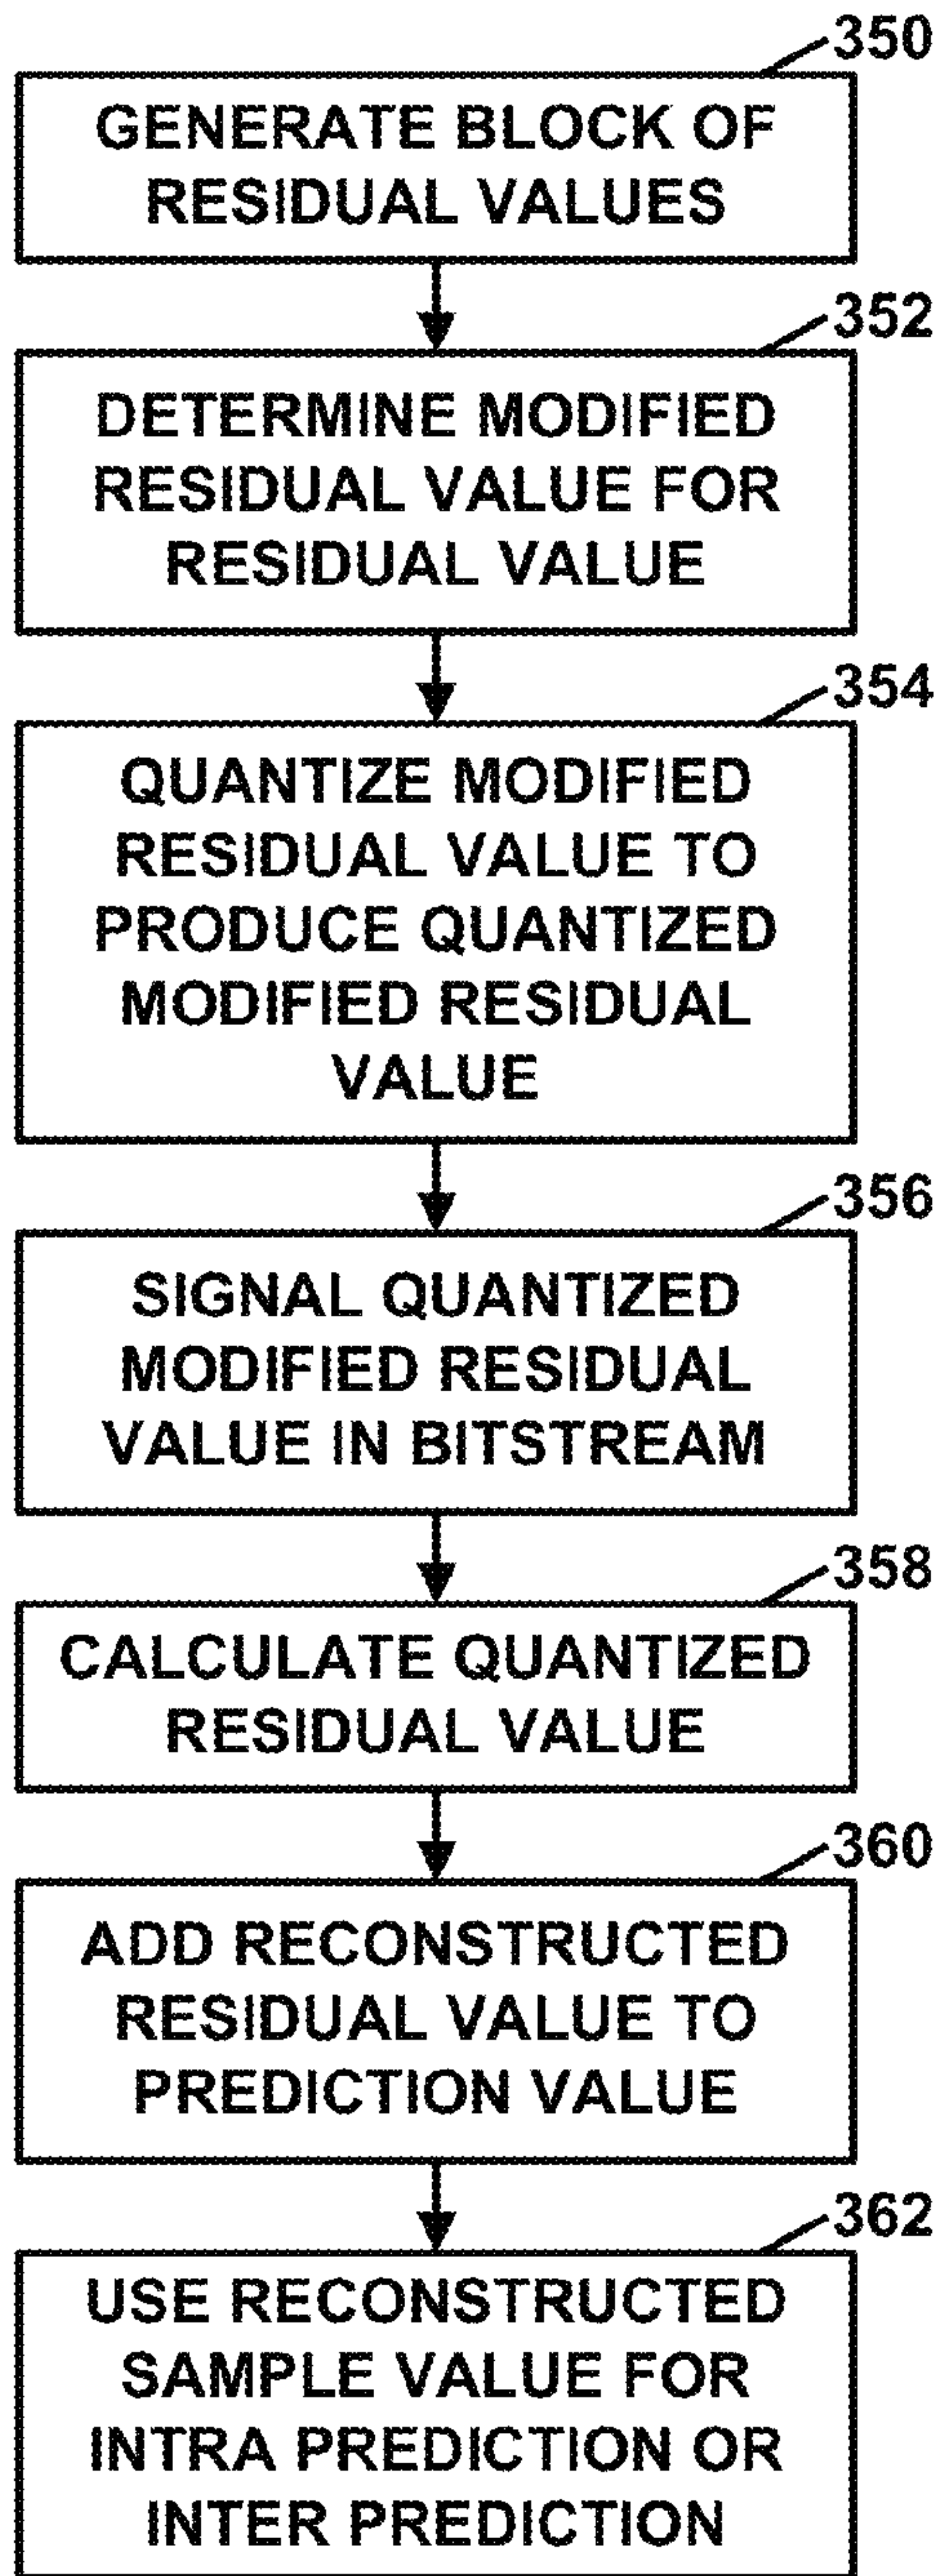 350
GENERATE BLOCK OF
RESIDUAL VALUES
352
DETERMINE MODIFIED
RESIDUAL VALUE FOR
RESIDUAL VALUE
354
QUANTIZE MODIFIED
RESIDUAL VALUE TO
PRODUCE QUANTIZED
MODIFIED RESIDUAL
VALUE
356
SIGNAL QUANTIZED
MODIFIED RESIDUAL
VALUE IN BITSTREAM
358
CALCULATE QUANTIZED
RESIDUAL VALUE
360
ADD RECONSTRUCTED
RESIDUAL VALUE TO
PREDICTION VALUE
362
USE RECONSTRUCTED
SAMPLE VALUE FOR
INTRA PREDICTION OR
INTER PREDICTION